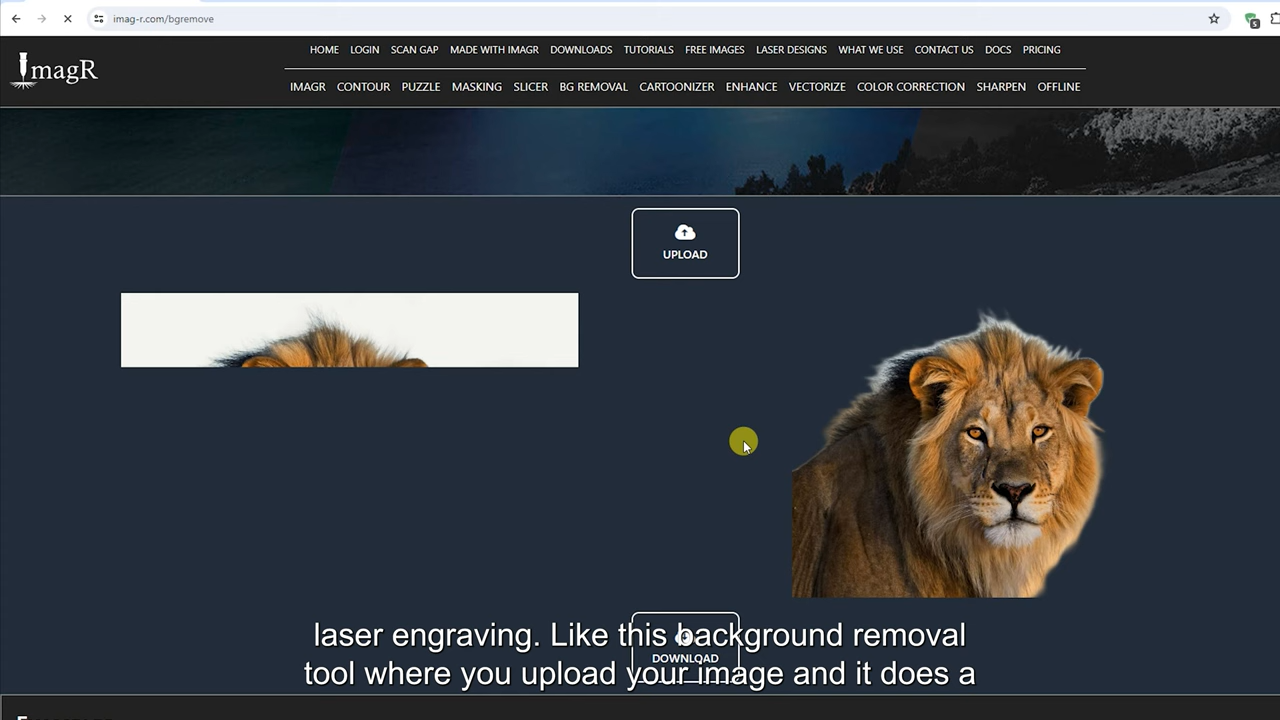 imag-r.com/bgremove
ImagR
HOME LOGIN SCAN GAP MADE WITH IMAGR DOWNLOADS TUTORIALS FREE IMAGES LASER DESIGNS WHAT WE USE CONTACT US DOCS PRICING
IMAGR CONTOUR PUZZLE MASKING SLICER BG REMOVAL CARTOONIZER ENHANCE VECTORIZE COLOR CORRECTION SHARPEN OFFLINE
UPLOAD
laser engraving. Like this background removal
DOWNLOAD
tool where you upload your image and it does a